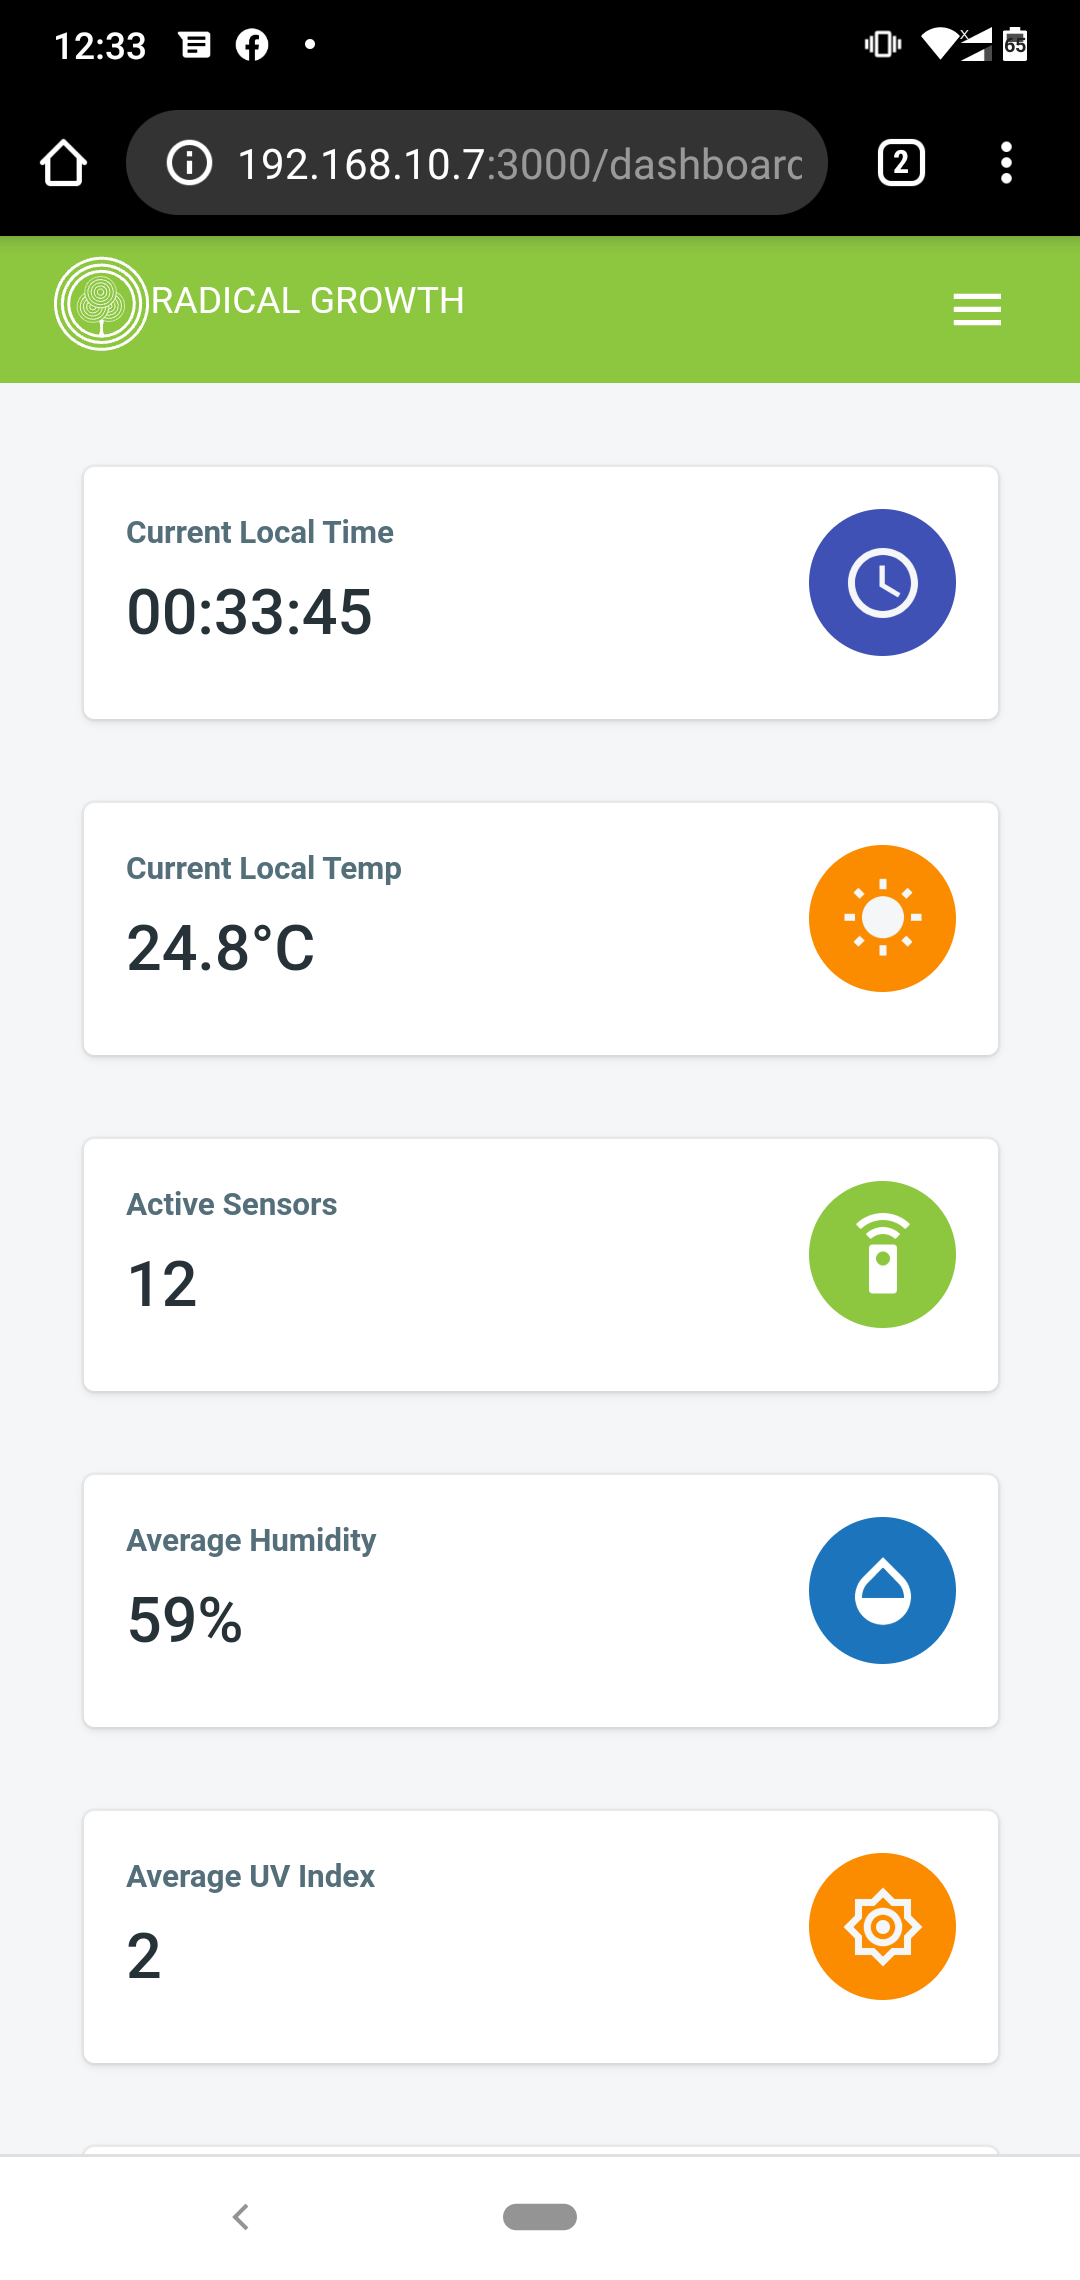 12:33
65
192.168.10.7:3000/dashboard
2
RADICAL GROWTH
Current Local Time
00:33:45
Current Local Temp
24.8°C
Active Sensors
12
Average Humidity
59%
Average UV Index
2